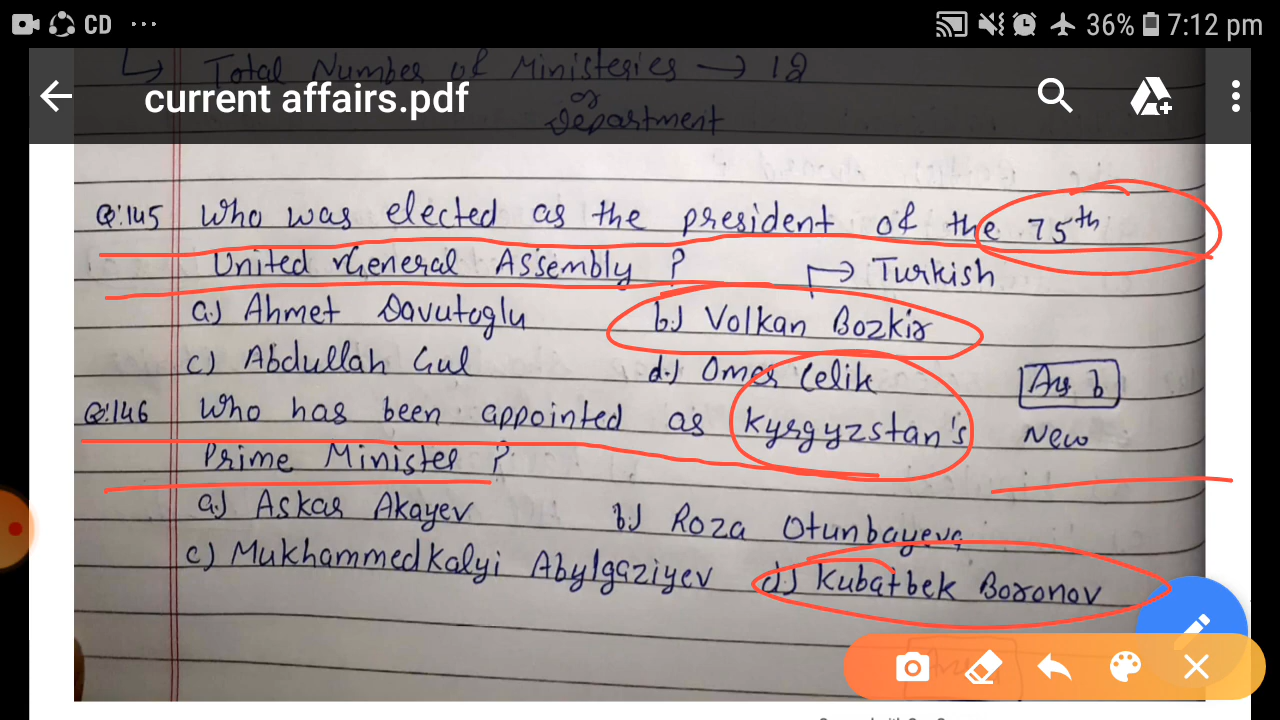 CD ... 36% 7:12 pm
Total Number of Ministeries → 12
or
current affairs.pdf
Department
Q:145 Who was elected as the president of the 75th
United General Assembly ? → Turkish
a.) Ahmet Davutoglu b.) Volkan Bozkir
c.) Abdullah Gul d.) Omer Celik Ans b
Q:146 Who has been appointed as Kyrgyzstan's New
Prime Minister ?
a.) Askar Akayev b.) Roza Otunbayeva
c.) Mukhammedkalyi Abylgaziyev d.) Kubatbek Boronov